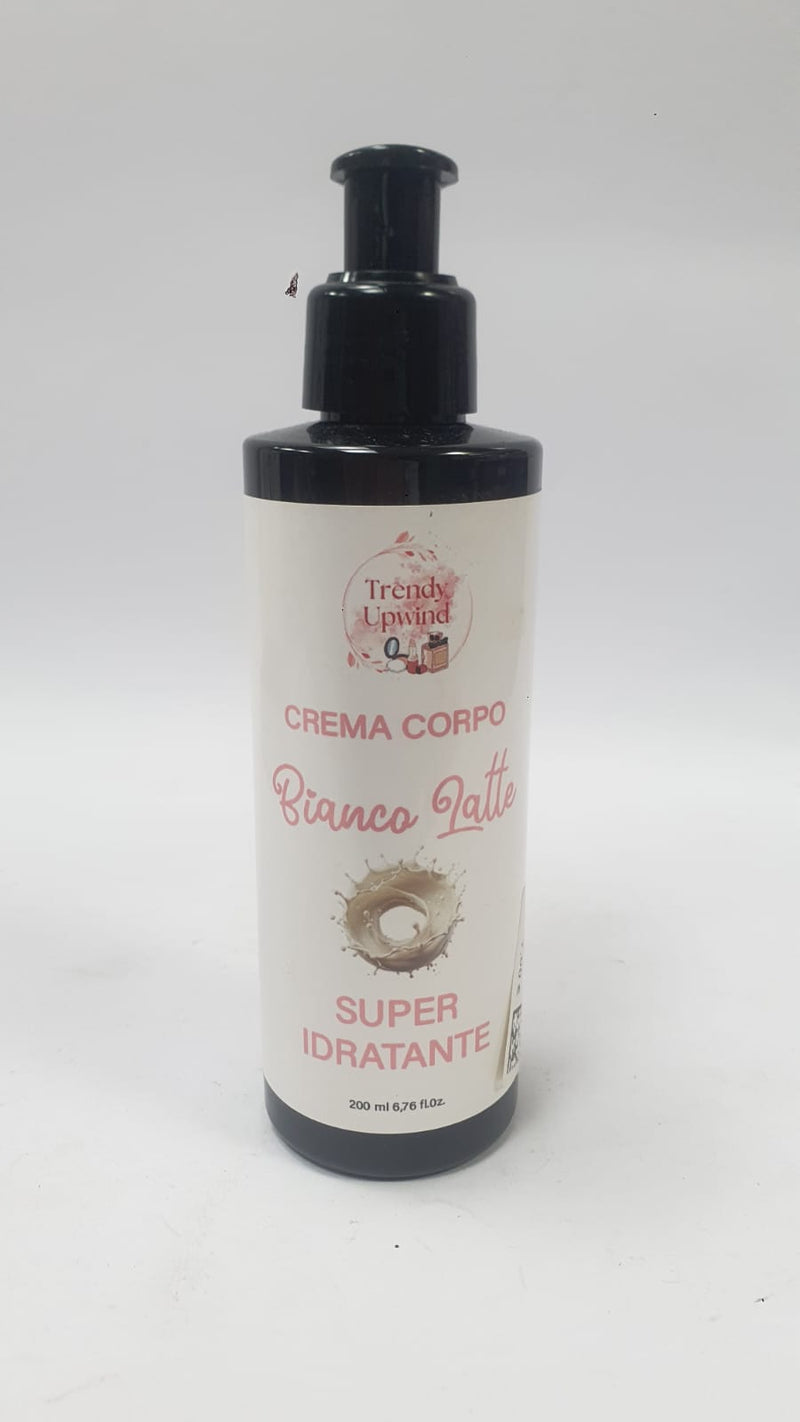 Trendy
Upwind
CREMA CORPO
Bianco Latte
SUPER
IDRATANTE
200 ml 6,76 fl.Oz.